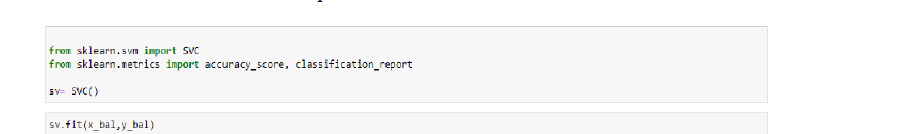 from sklearn.svm import SVC
from sklearn.metrics import accuracy_score, classification_report
sv= SVC()
sv.fit(x_bal,y_bal)